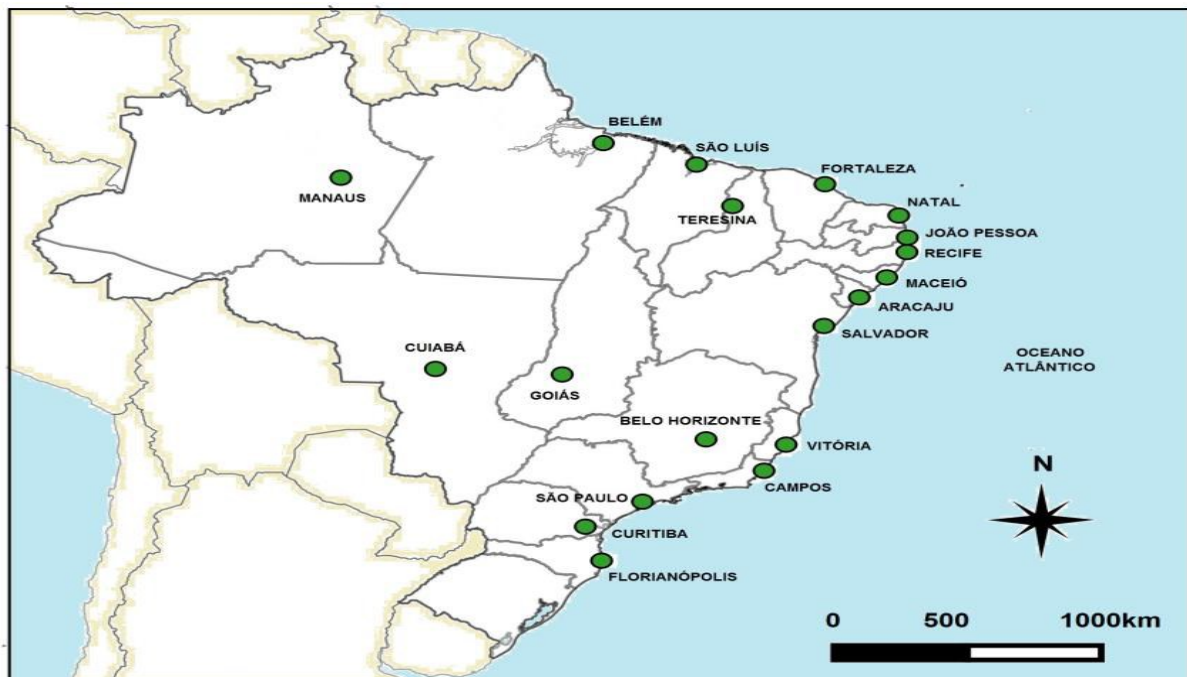 BELÉM
SÃO LUÍS
FORTALEZA
MANAUS
NATAL
TERESINA
JOÃO PESSOA
RECIFE
MACEIÓ
ARACAJU
SALVADOR
CUIABÁ
OCEANO
ATLÂNTICO
GOIÁS
BELO HORIZONTE
VITÓRIA
N
CAMPOS
SÃO PAULO
CURITIBA
FLORIANÓPOLIS
0 500 1000km